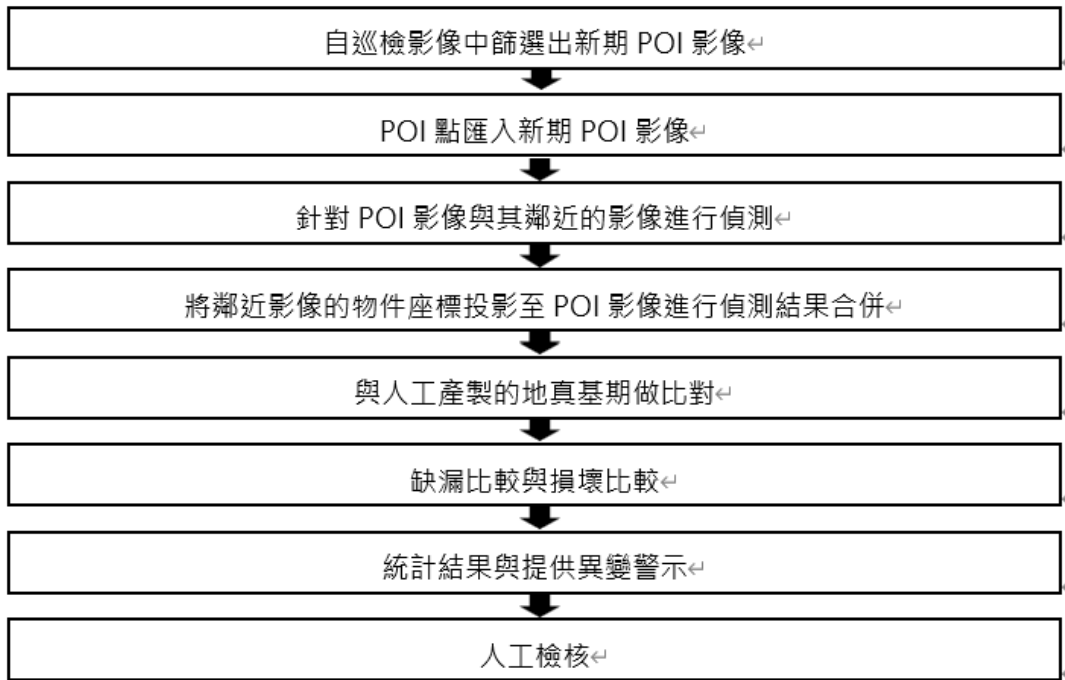 自巡檢影像中篩選出新期 POI 影像
POI 點匯入新期 POI 影像
針對 POI 影像與其鄰近的影像進行偵測
將鄰近影像的物件座標投影至 POI 影像進行偵測結果合併
與人工產製的地真基期做比對
缺漏比較與損壞比較
統計結果與提供異變警示
人工檢核